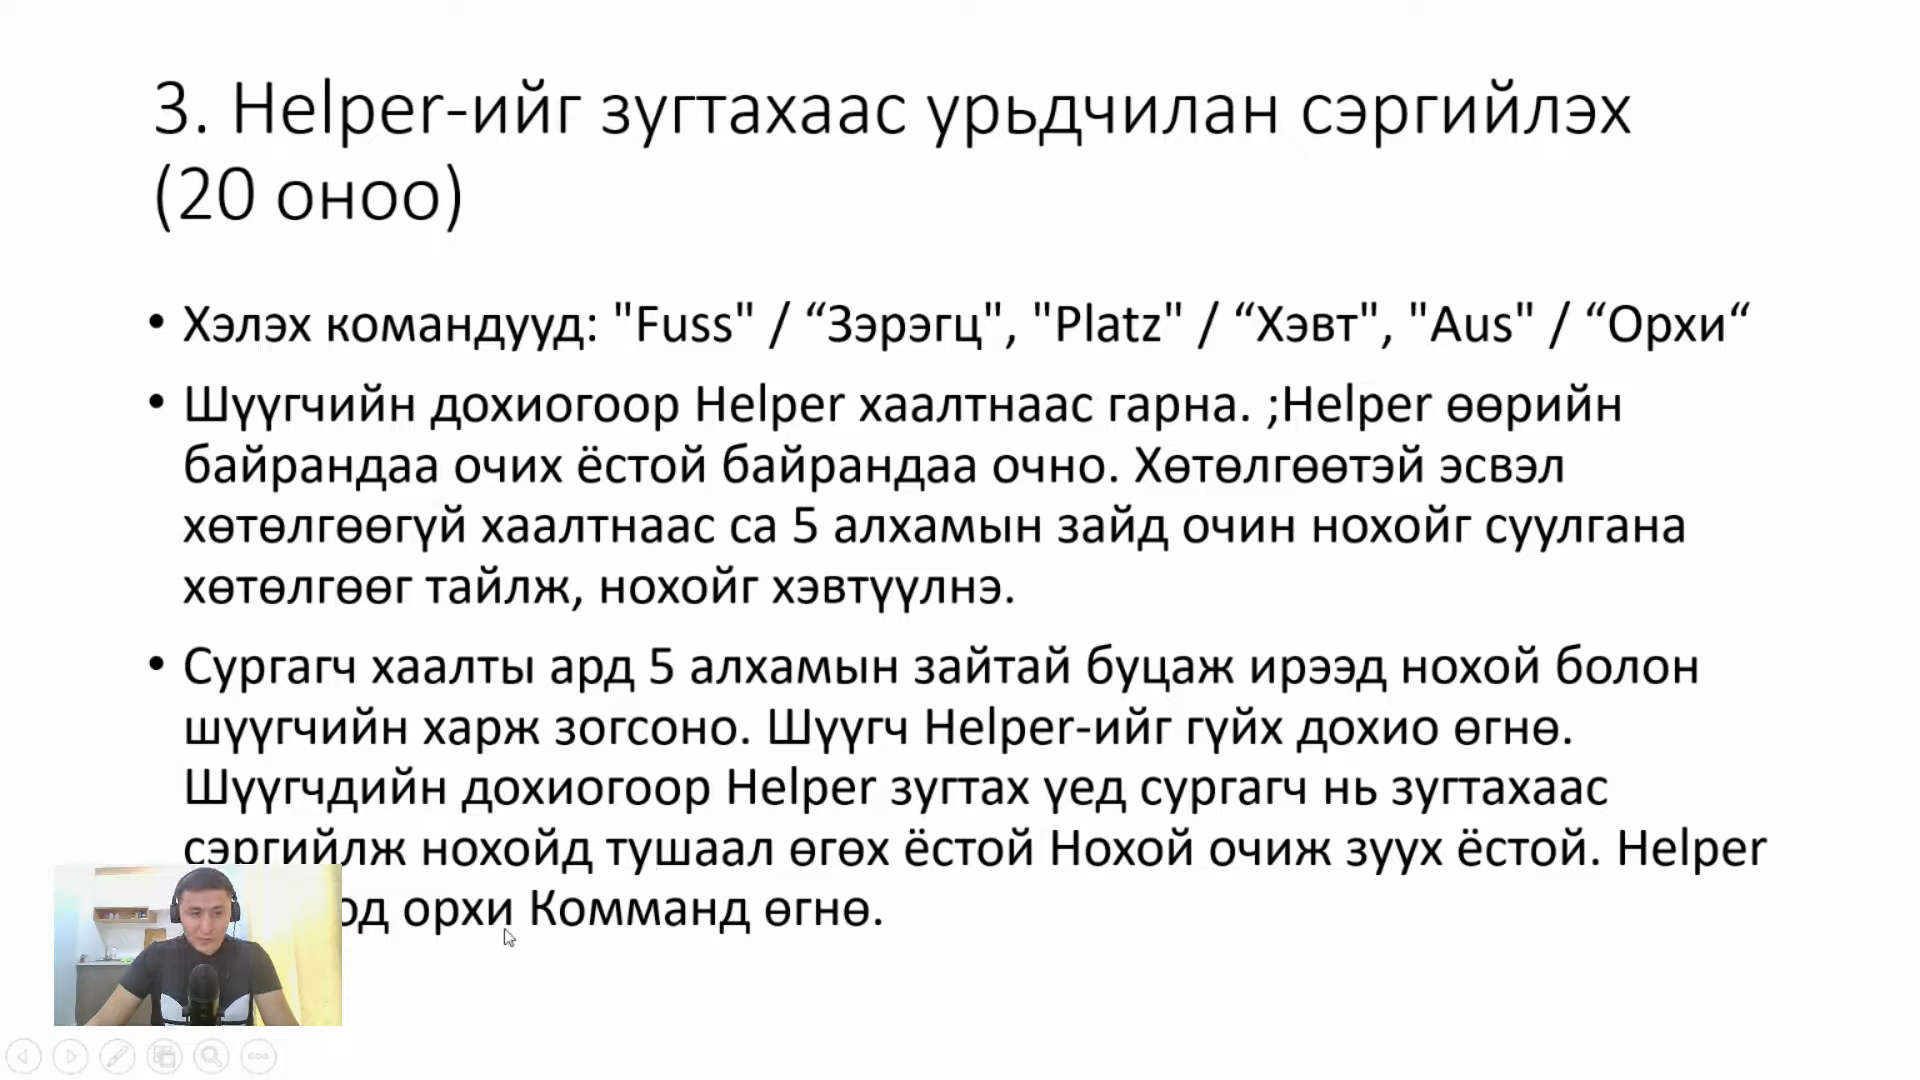 3. Helper-ийг зугтахаас урьдчилан сэргийлэх
(20 оноо)
• Хэлэх командууд: "Fuss" / “Зэрэгц", "Platz" / “Хэвт", "Aus" / “Орхи“
• Шүүгчийн дохиогоор Helper хаалтнаас гарна. ;Helper өөрийн
байрандаа очих ёстой байрандаа очно. Хөтөлгөөтэй эсвэл
хөтөлгөөгүй хаалтнаас са 5 алхамын зайд очин нохойг суулгана
хөтөлгөөг тайлж, нохойг хэвтүүлнэ.
• Сургагч хаалты ард 5 алхамын зайтай буцаж ирээд нохой болон
шүүгчийн харж зогсоно. Шүүгч Helper-ийг гүйх дохио өгнө.
Шүүгчдийн дохиогоор Helper зугтах үед сургагч нь зугтахаас
сэргийлж нохойд тушаал өгөх ёстой Нохой очиж зуух ёстой. Helper
орхи Комманд өгнө.